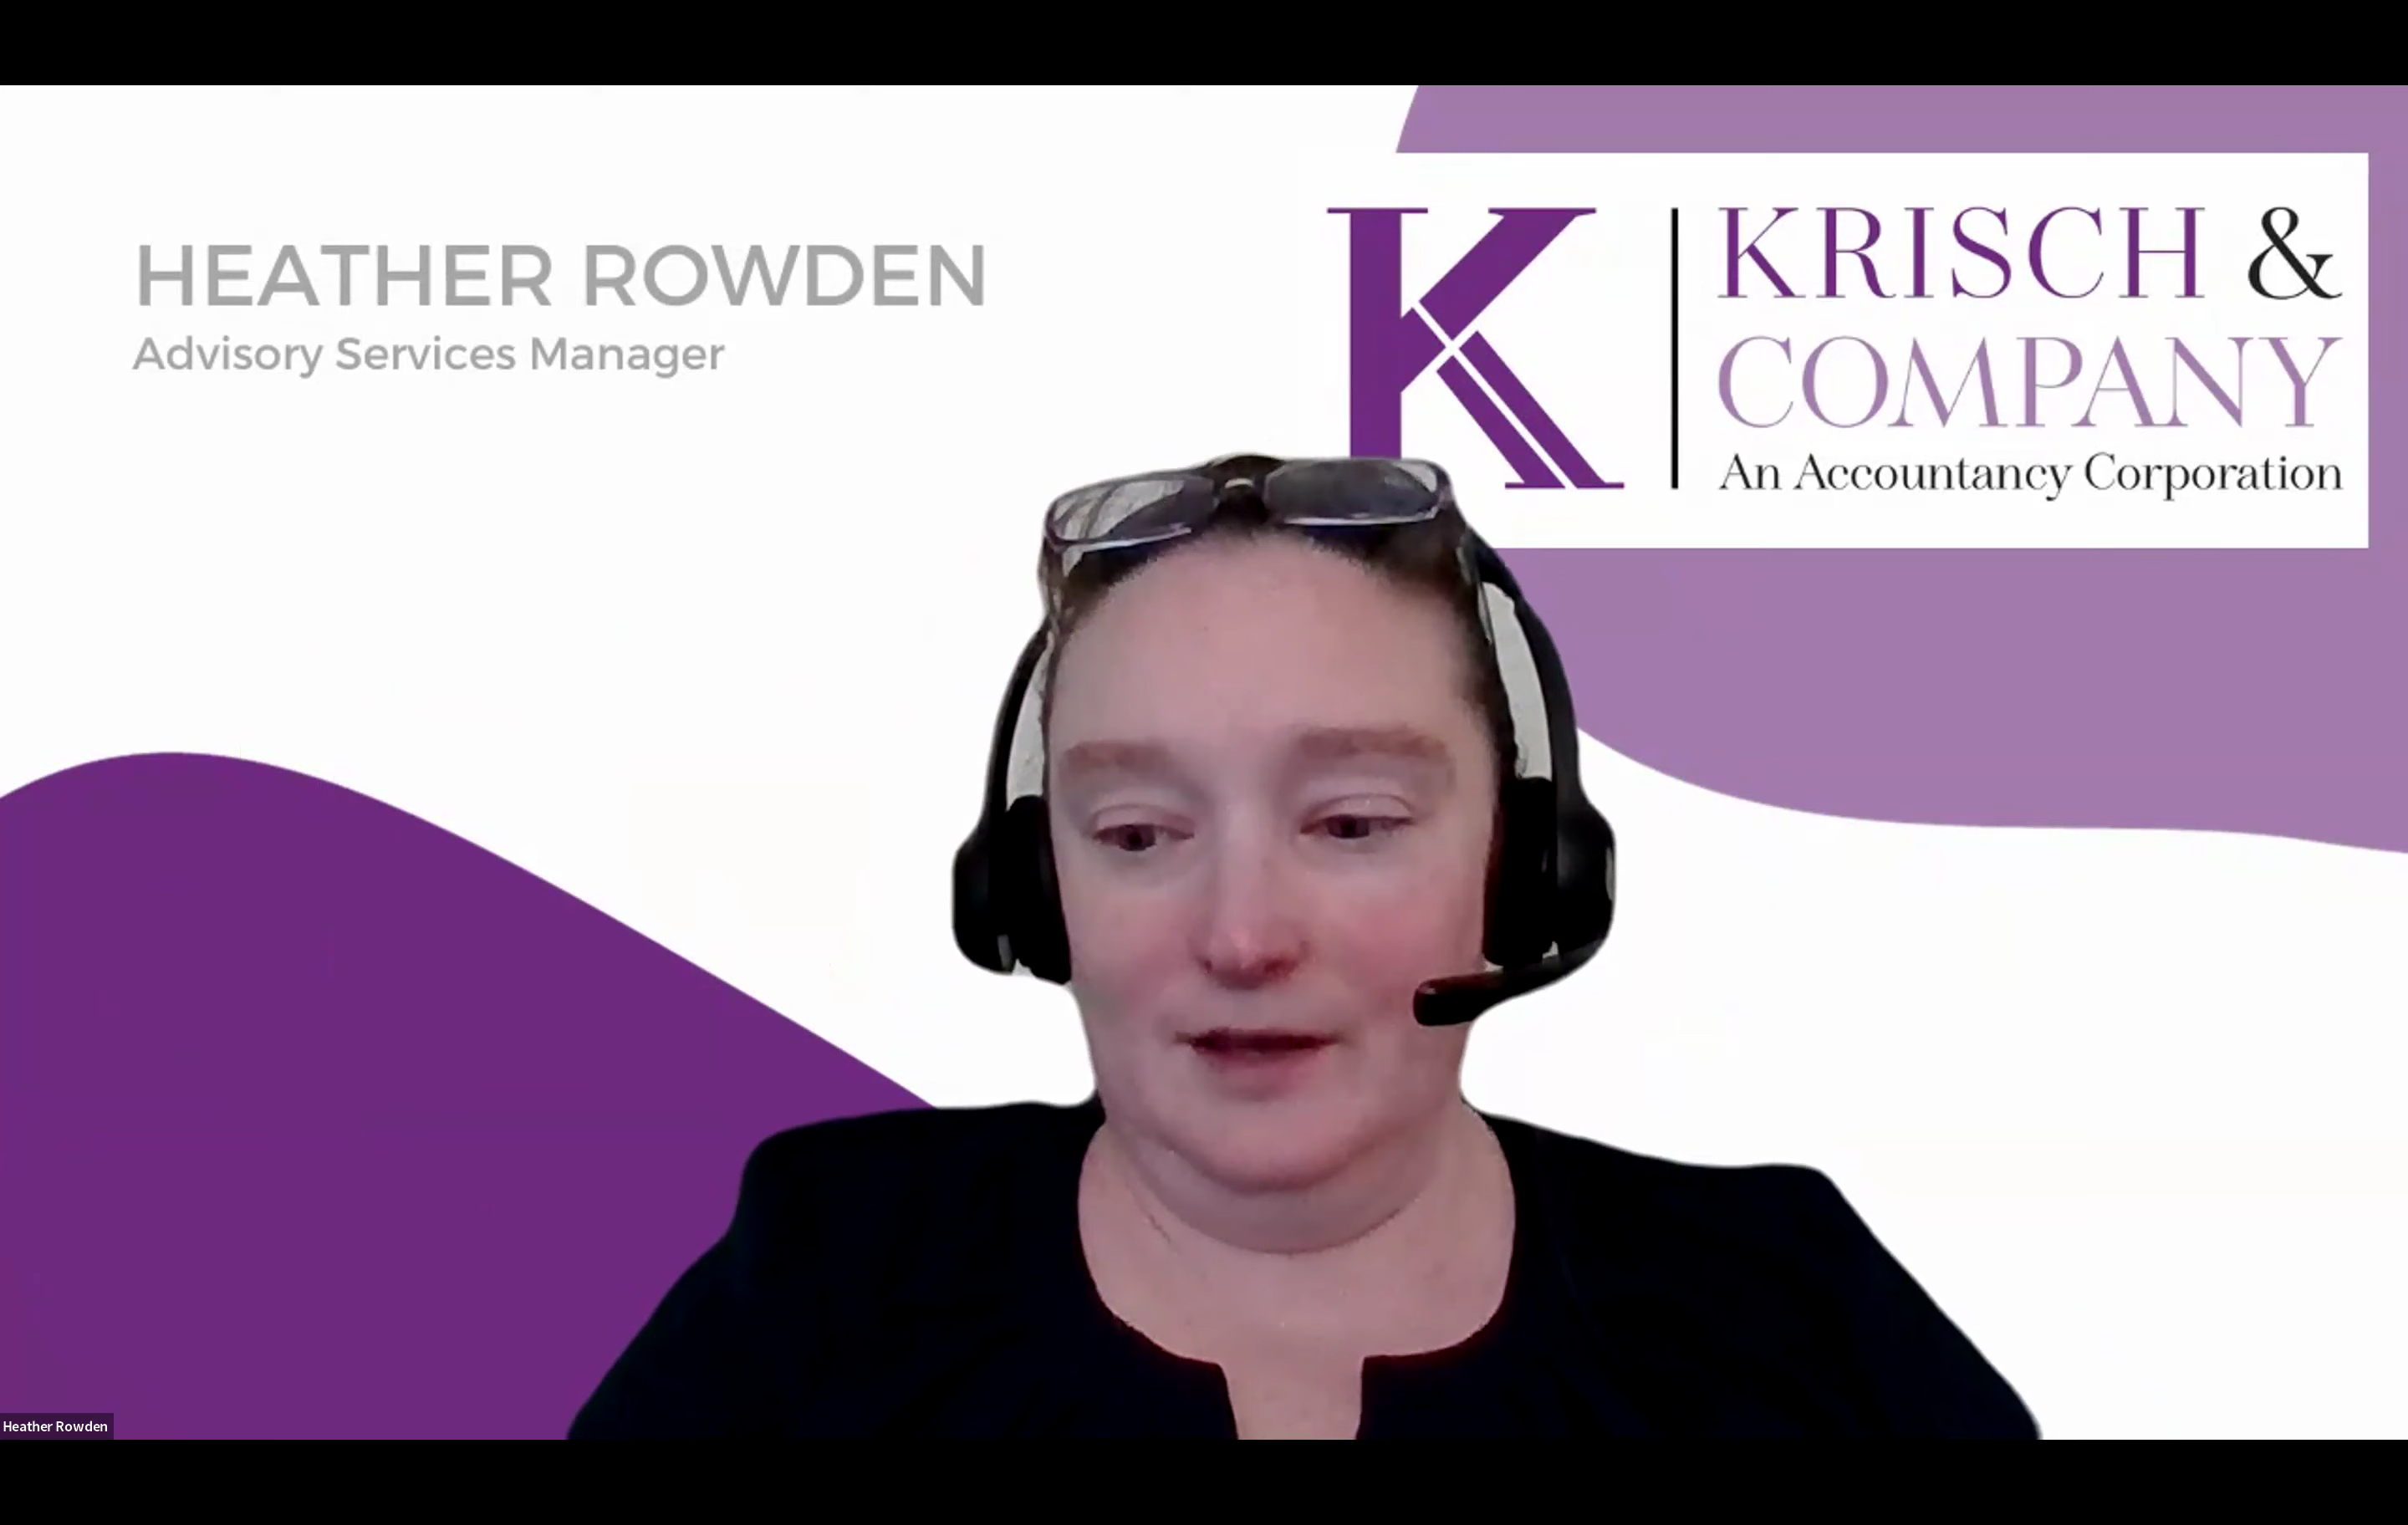 HEATHER ROWDEN
Advisory Services Manager
K
KRISCH &
COMPANY
An Accountancy Corporation
Heather Rowden